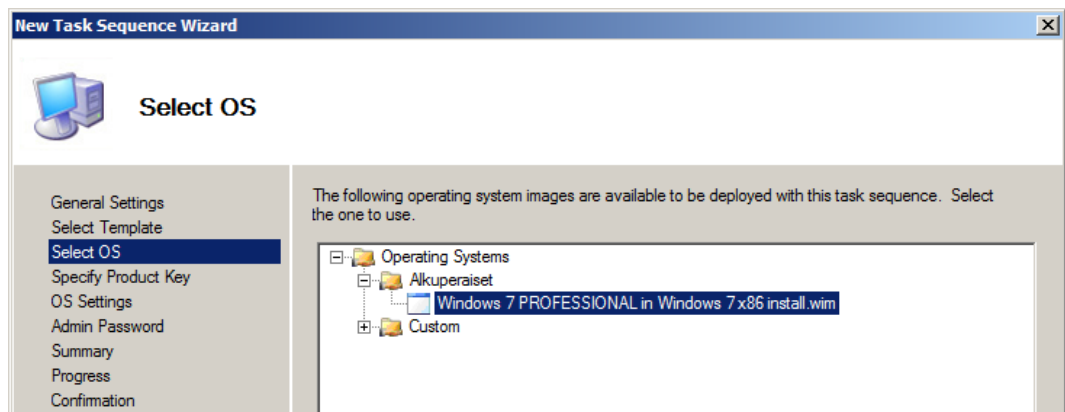 New Task Sequence Wizard
Select OS
General Settings
Select Template
Select OS
Specify Product Key
OS Settings
Admin Password
Summary
Progress
Confirmation
The following operating system images are available to be deployed with this task sequence.  Select
the one to use.
Operating Systems
Alkuperaiset
Windows 7 PROFESSIONAL in Windows 7 x86 install.wim
Custom